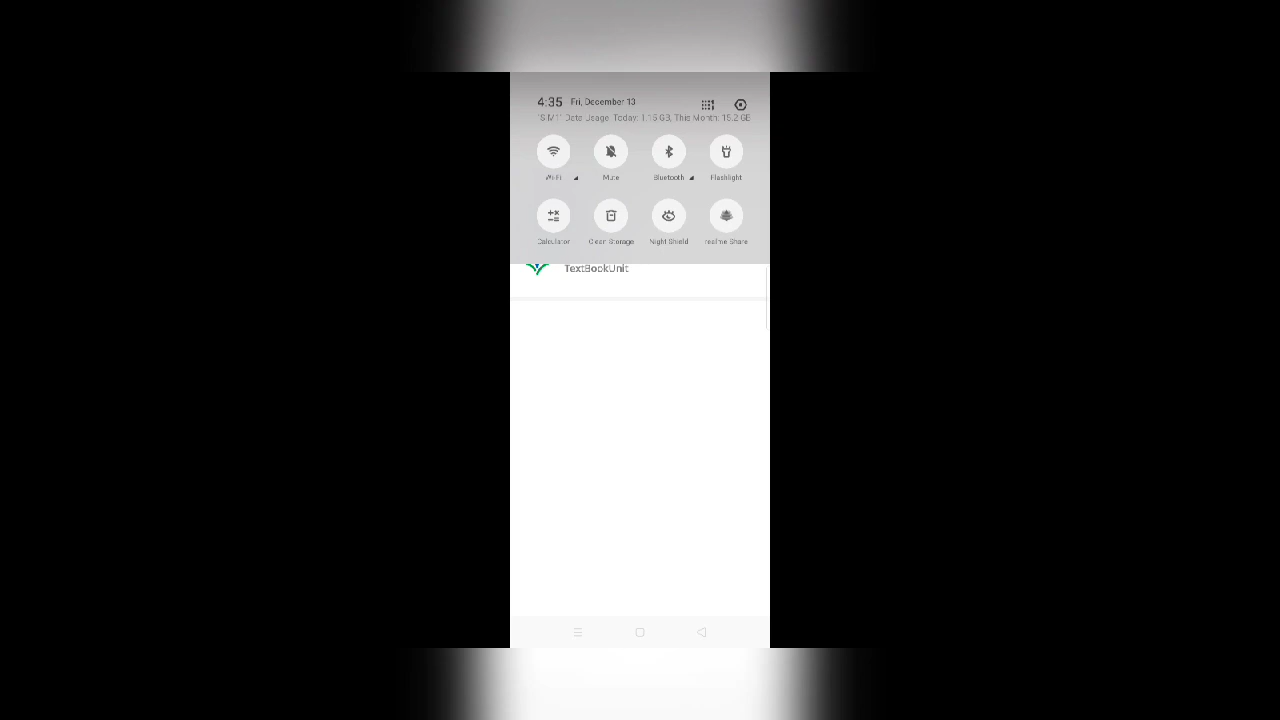 4:35 Fri, December 13
Data Usage Today: 1.15 GB, This Month: 15.2 GB
Wi-Fi
Mute
Bluetooth
Flashlight
Calculator
Clean Storage
Night Shield
realme Share
TextBookUnit